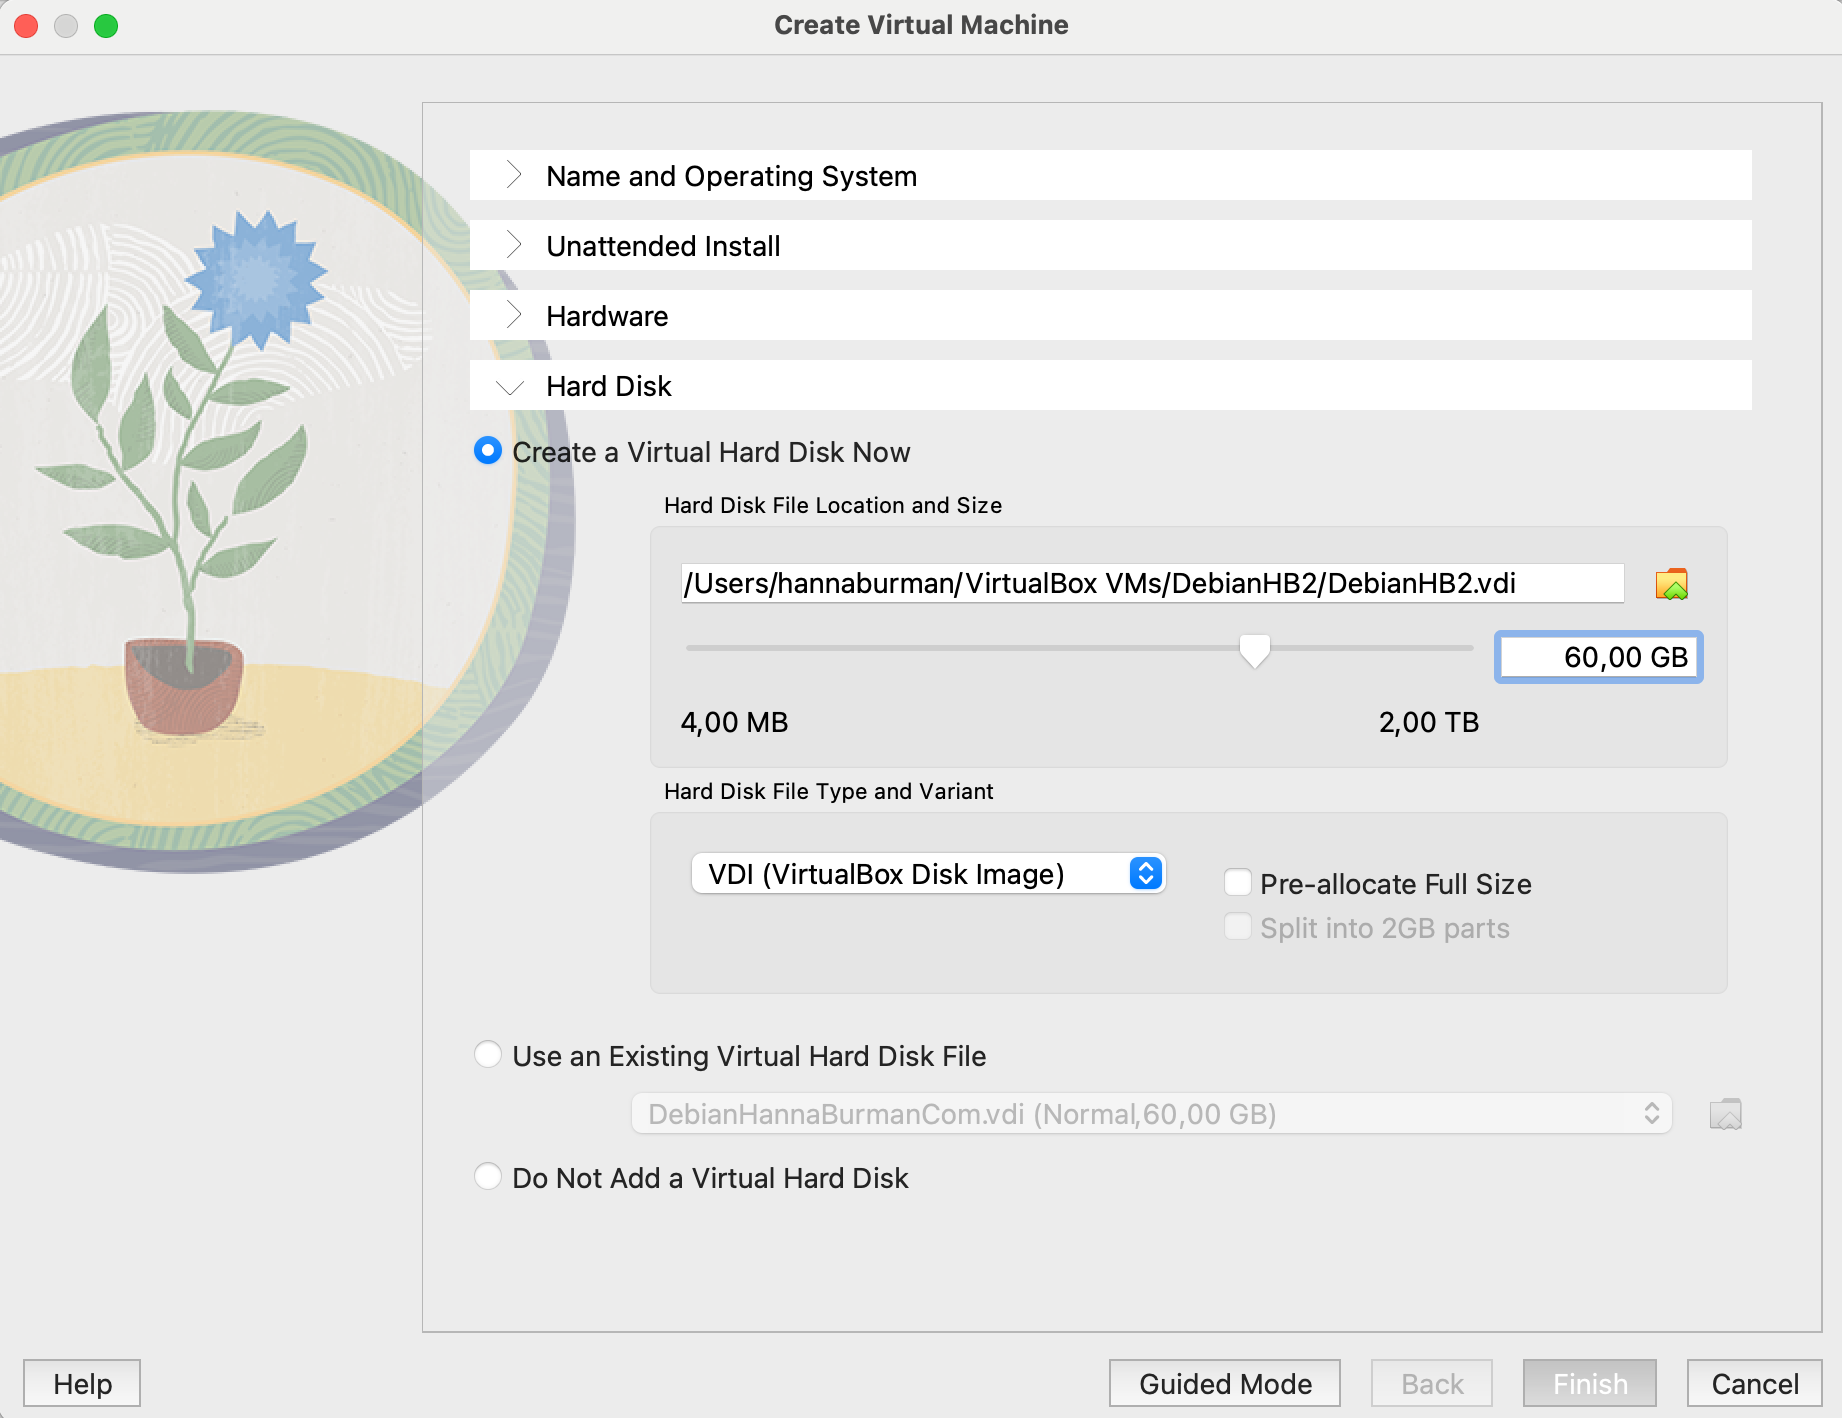 Create Virtual Machine
Name and Operating System
Unattended Install
Hardware
Hard Disk
Create a Virtual Hard Disk Now
Hard Disk File Location and Size
/Users/hannaburman/VirtualBox VMs/DebianHB2/DebianHB2.vdi
60,00 GB
4,00 MB 2,00 TB
Hard Disk File Type and Variant
VDI (VirtualBox Disk Image)
Pre-allocate Full Size
Split into 2GB parts
Use an Existing Virtual Hard Disk File
DebianHannaBurmanCom.vdi (Normal,60,00 GB)
Do Not Add a Virtual Hard Disk
Help Guided Mode Back Finish Cancel